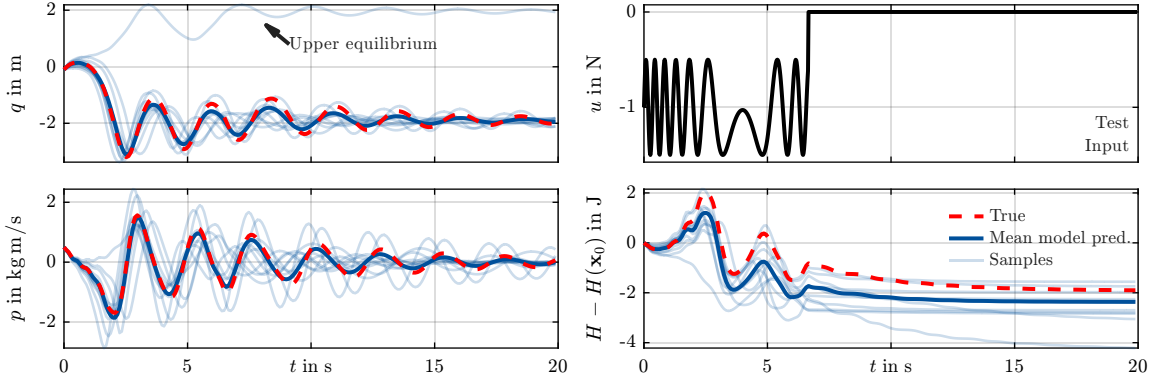 q in m
2
0
-2
Upper equilibrium
u in N
0
-1
Test
Input
p in kg m/s
2
0
-2
0
5
10
15
20
t in s
H − H(x₀) in J
2
0
-2
-4
True
Mean model pred.
Samples
0
5
10
15
20
t in s